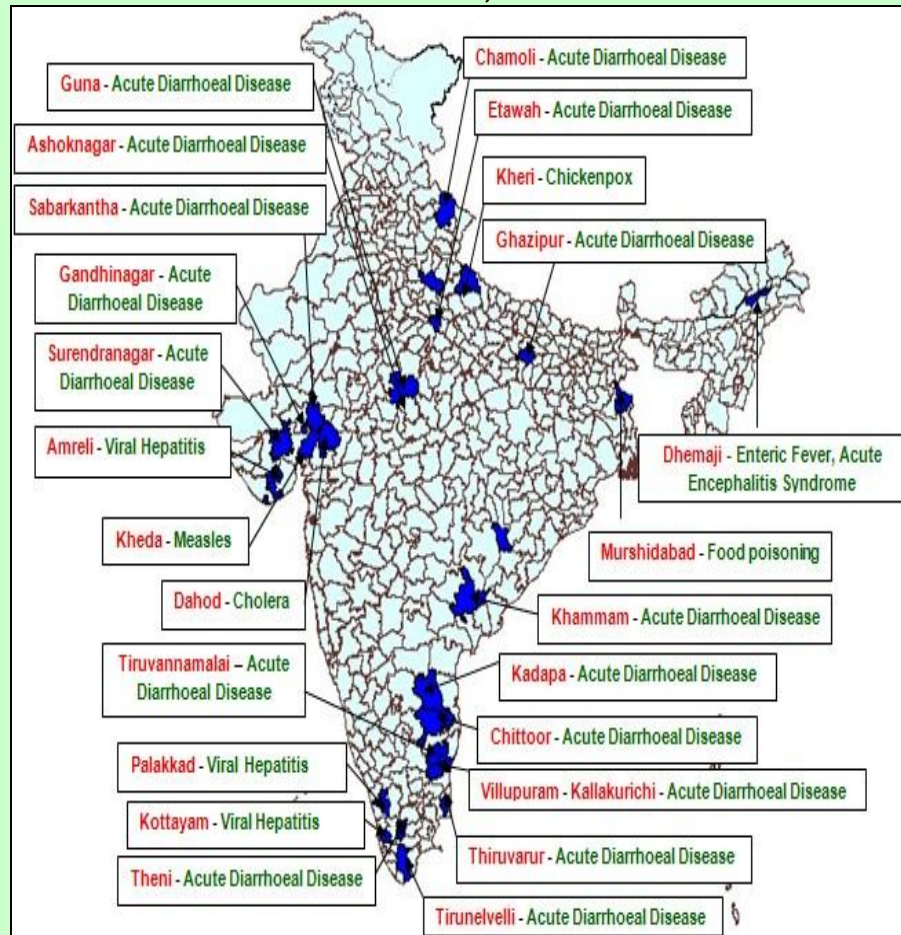 Chamoli - Acute Diarrhoeal Disease
Guna - Acute Diarrhoeal Disease
Etawah - Acute Diarrhoeal Disease
Ashoknagar - Acute Diarrhoeal Disease
Kheri - Chickenpox
Sabarkantha - Acute Diarrhoeal Disease
Ghazipur - Acute Diarrhoeal Disease
Gandhinagar - Acute
Diarrhoeal Disease
Surendranagar - Acute
Diarrhoeal Disease
Amreli - Viral Hepatitis
Dhemaji - Enteric Fever, Acute
Encephalitis Syndrome
Kheda - Measles
Murshidabad - Food poisoning
Dahod - Cholera
Khammam - Acute Diarrhoeal Disease
Tiruvannamalai – Acute
Diarrhoeal Disease
Kadapa - Acute Diarrhoeal Disease
Chittoor - Acute Diarrhoeal Disease
Palakkad - Viral Hepatitis
Villupuram - Kallakurichi - Acute Diarrhoeal Disease
Kottayam - Viral Hepatitis
Thiruvarur - Acute Diarrhoeal Disease
Theni - Acute Diarrhoeal Disease
Tirunelvelli - Acute Diarrhoeal Disease